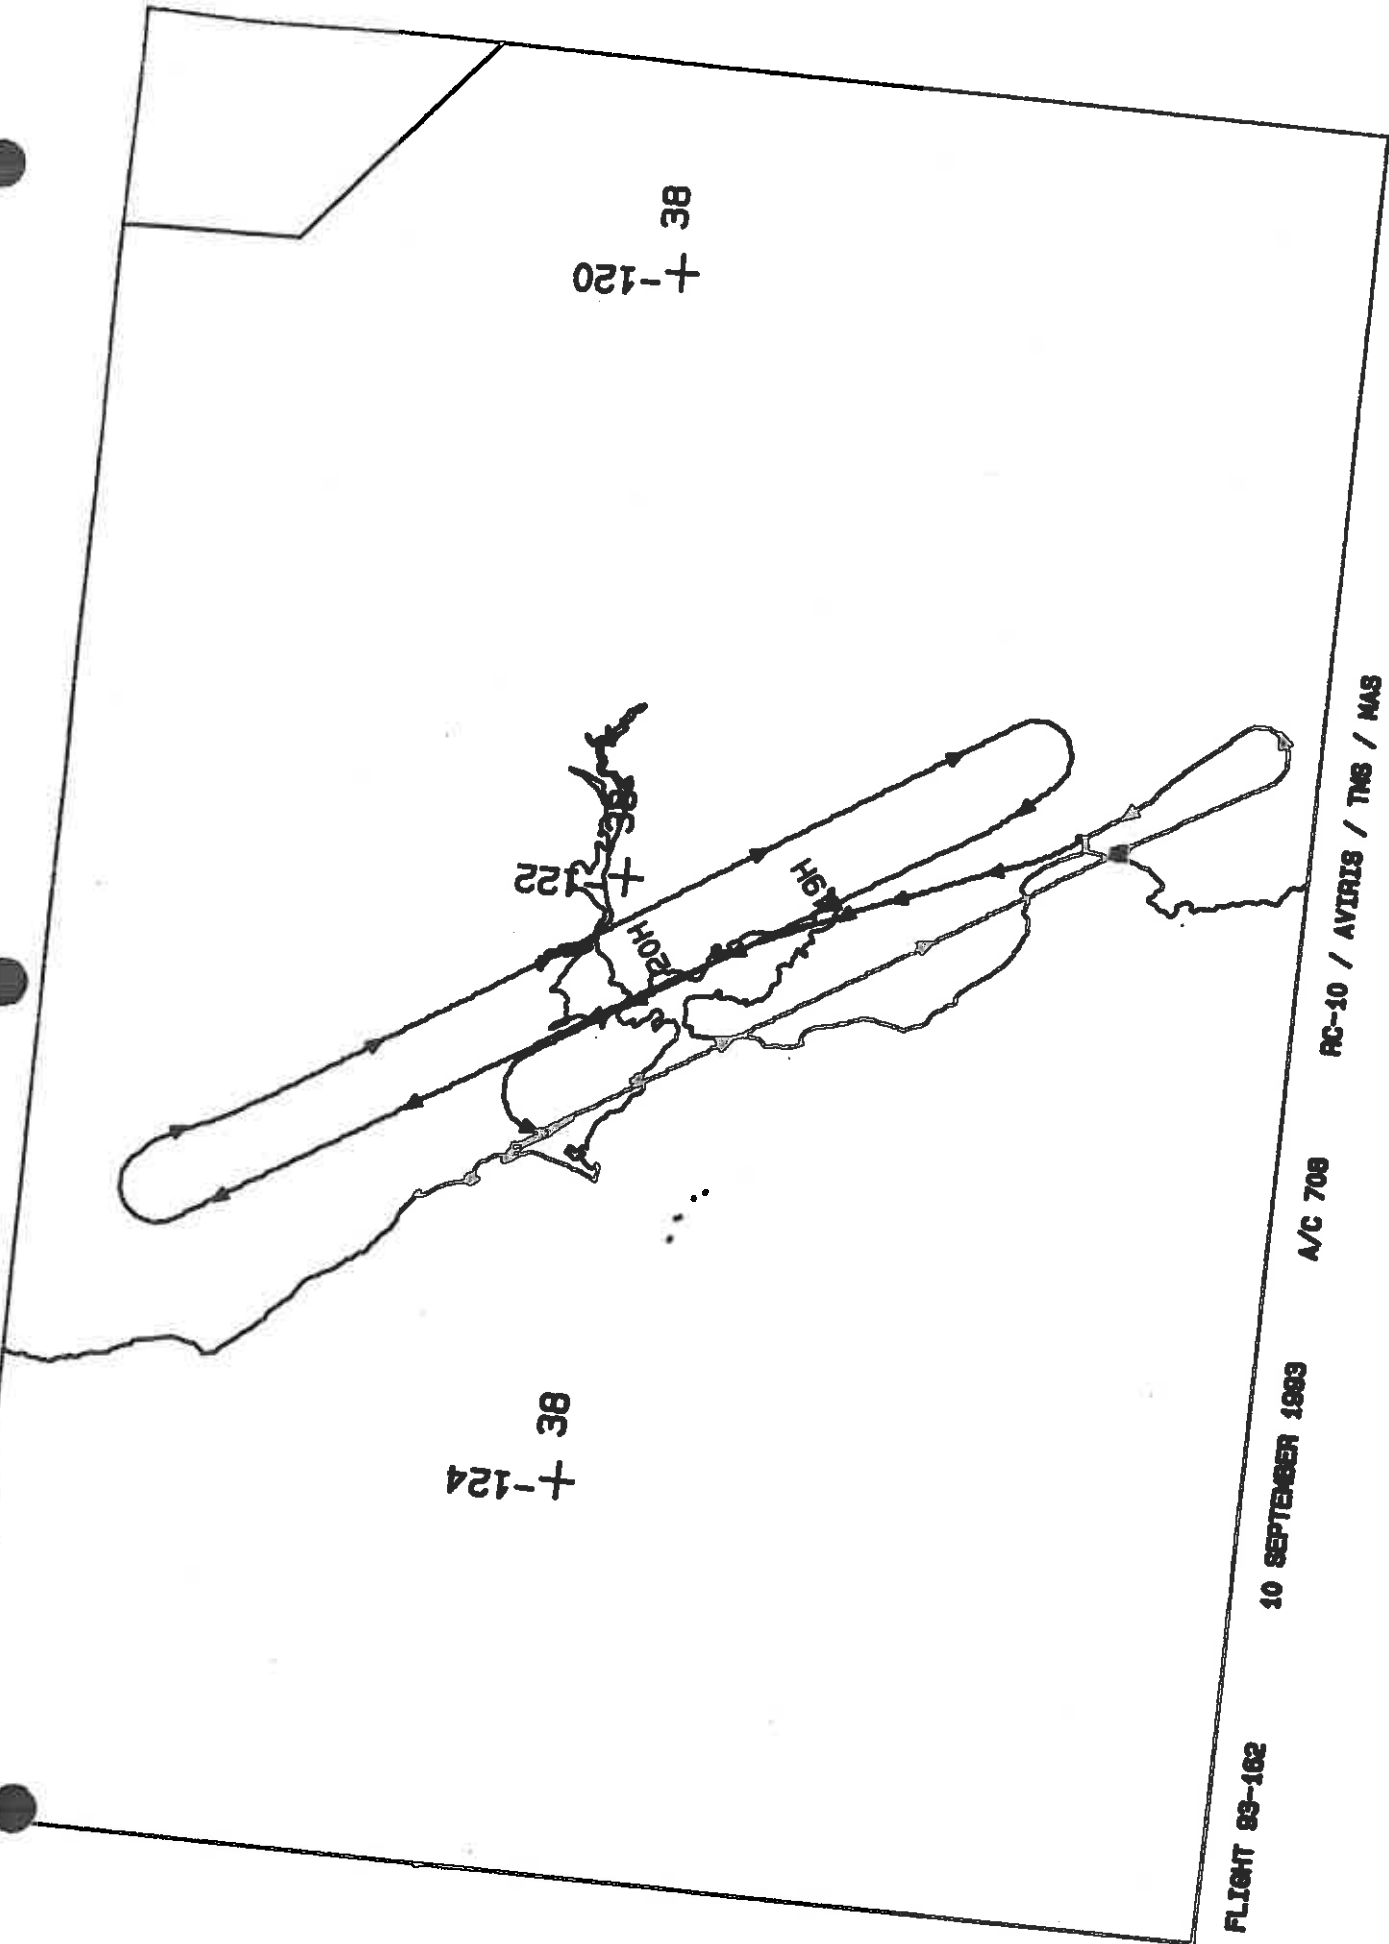 38
+-120
38
+-122
19H
20H
38
+-124
FLIGHT 93-162 10 SEPTEMBER 1993 A/C 708 RC-10 / AVIRIS / TMS / MAS